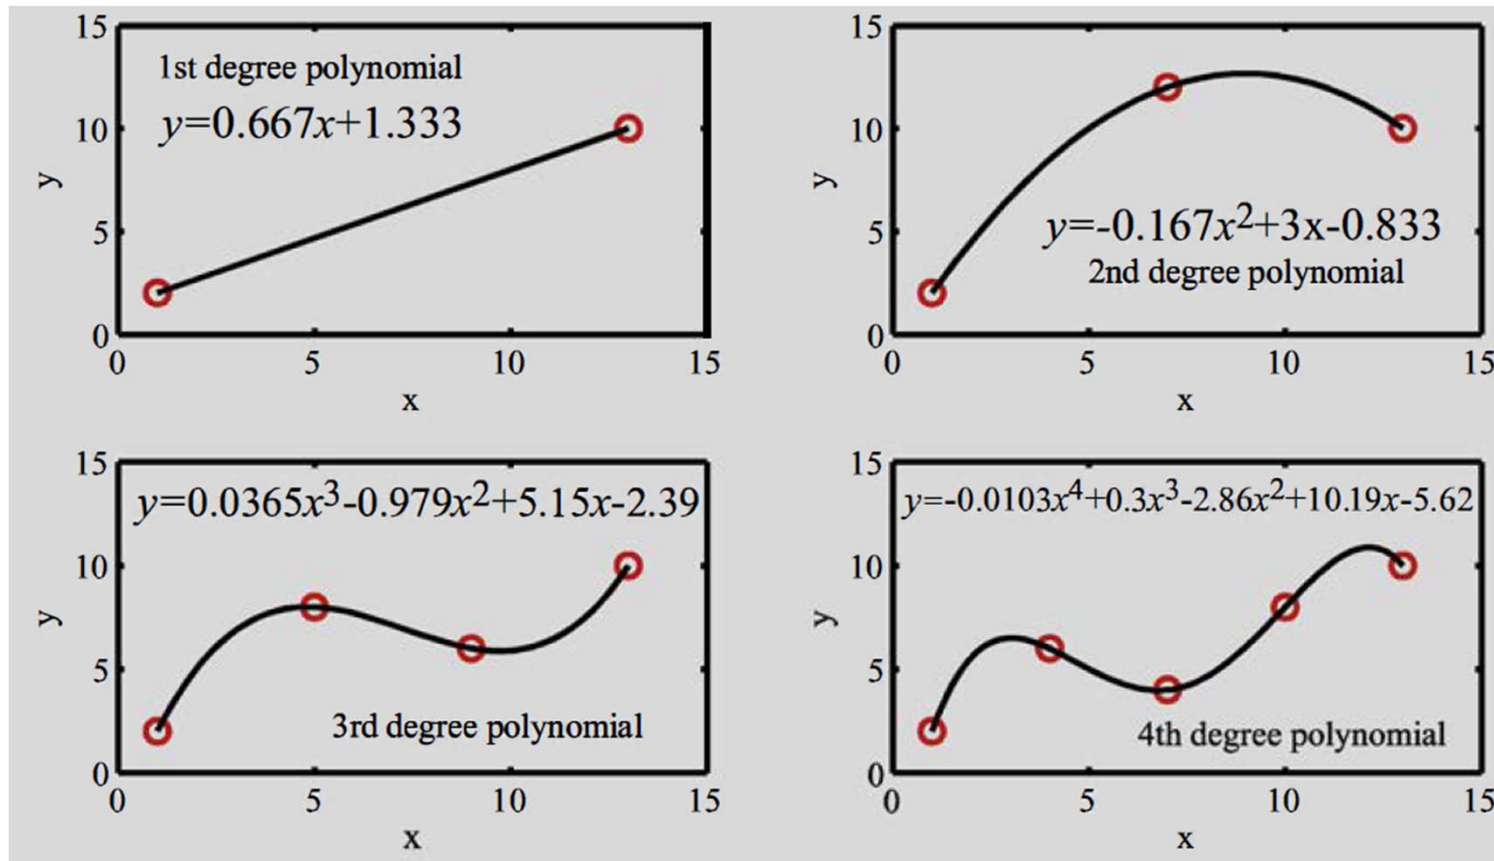 15
1st degree polynomial
y=0.667x+1.333
10
y
5
0
0 5 10 15
x
15
10
y
y=-0.167x²+3x-0.833
5
2nd degree polynomial
0
0 5 10 15
x
15
y=0.0365x³-0.979x²+5.15x-2.39
10
y
5
3rd degree polynomial
0
0 5 10 15
x
15
y=-0.0103x⁴+0.3x³-2.86x²+10.19x-5.62
10
y
5
4th degree polynomial
0
0 5 10 15
x